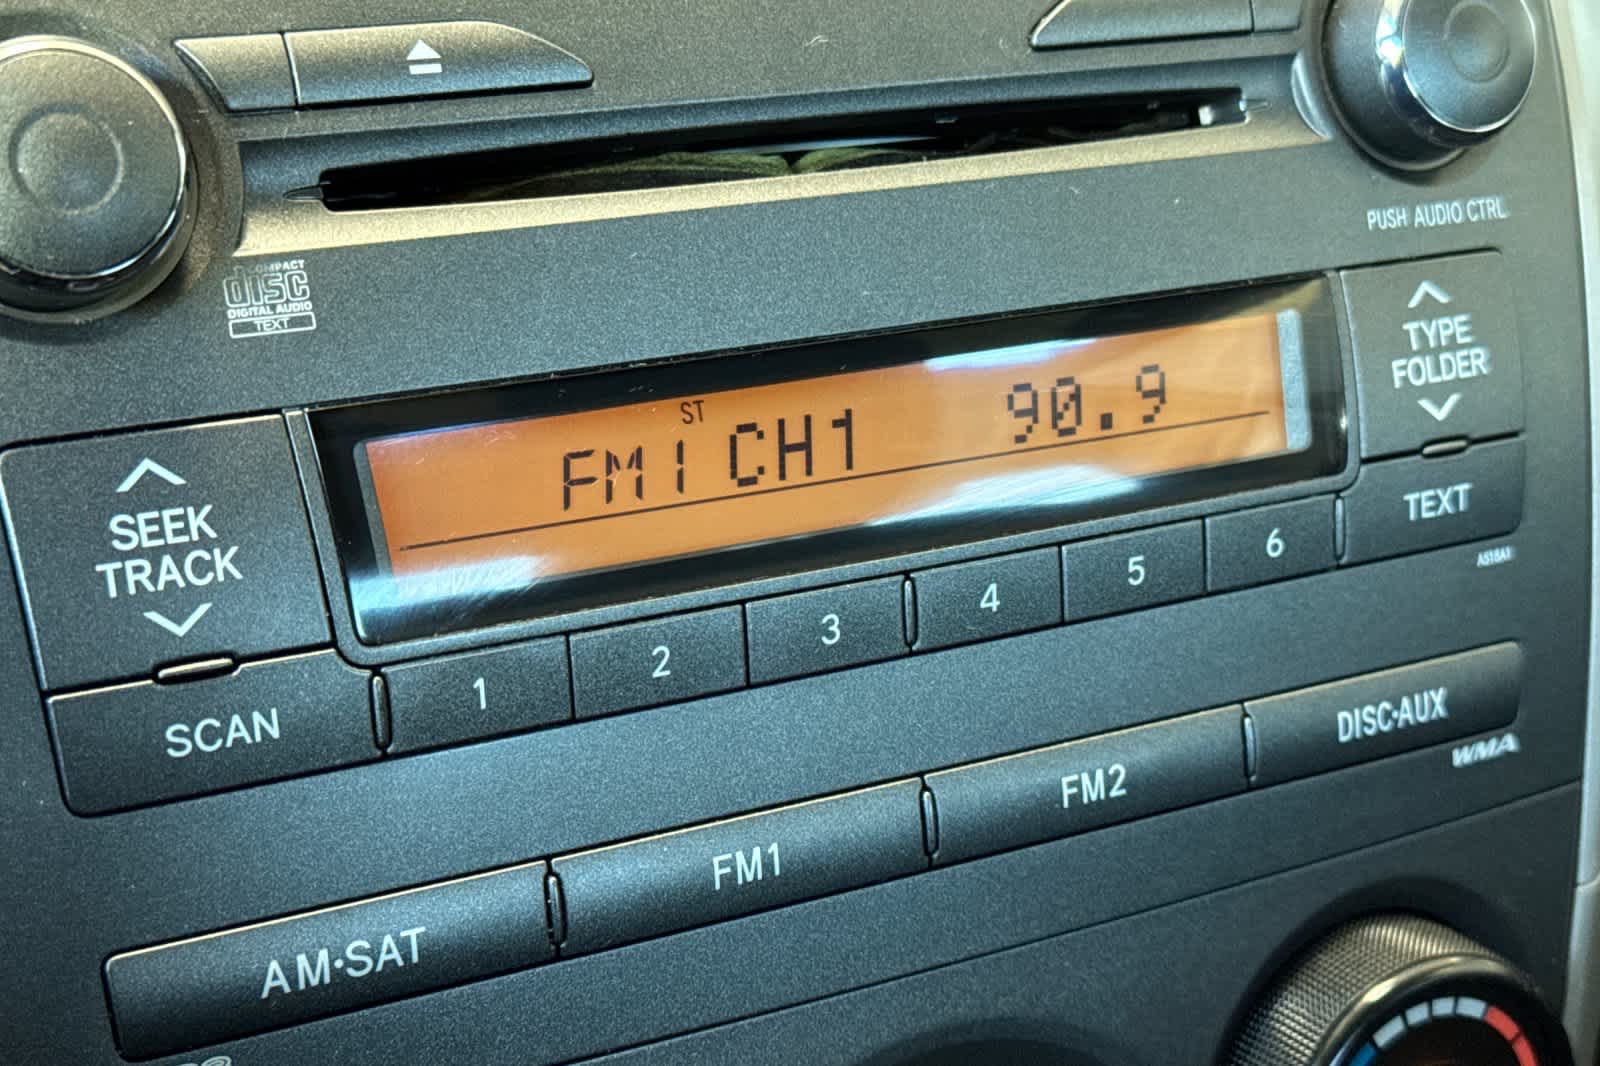 PUSH AUDIO CTRL
COMPACT
disc
DIGITAL AUDIO
TEXT
TYPE
FOLDER
ST
FM1 CH1 90.9
SEEK
TRACK
TEXT
A518A1
1 2 3 4 5 6
SCAN
DISC•AUX
WMA
FM2
FM1
AM•SAT